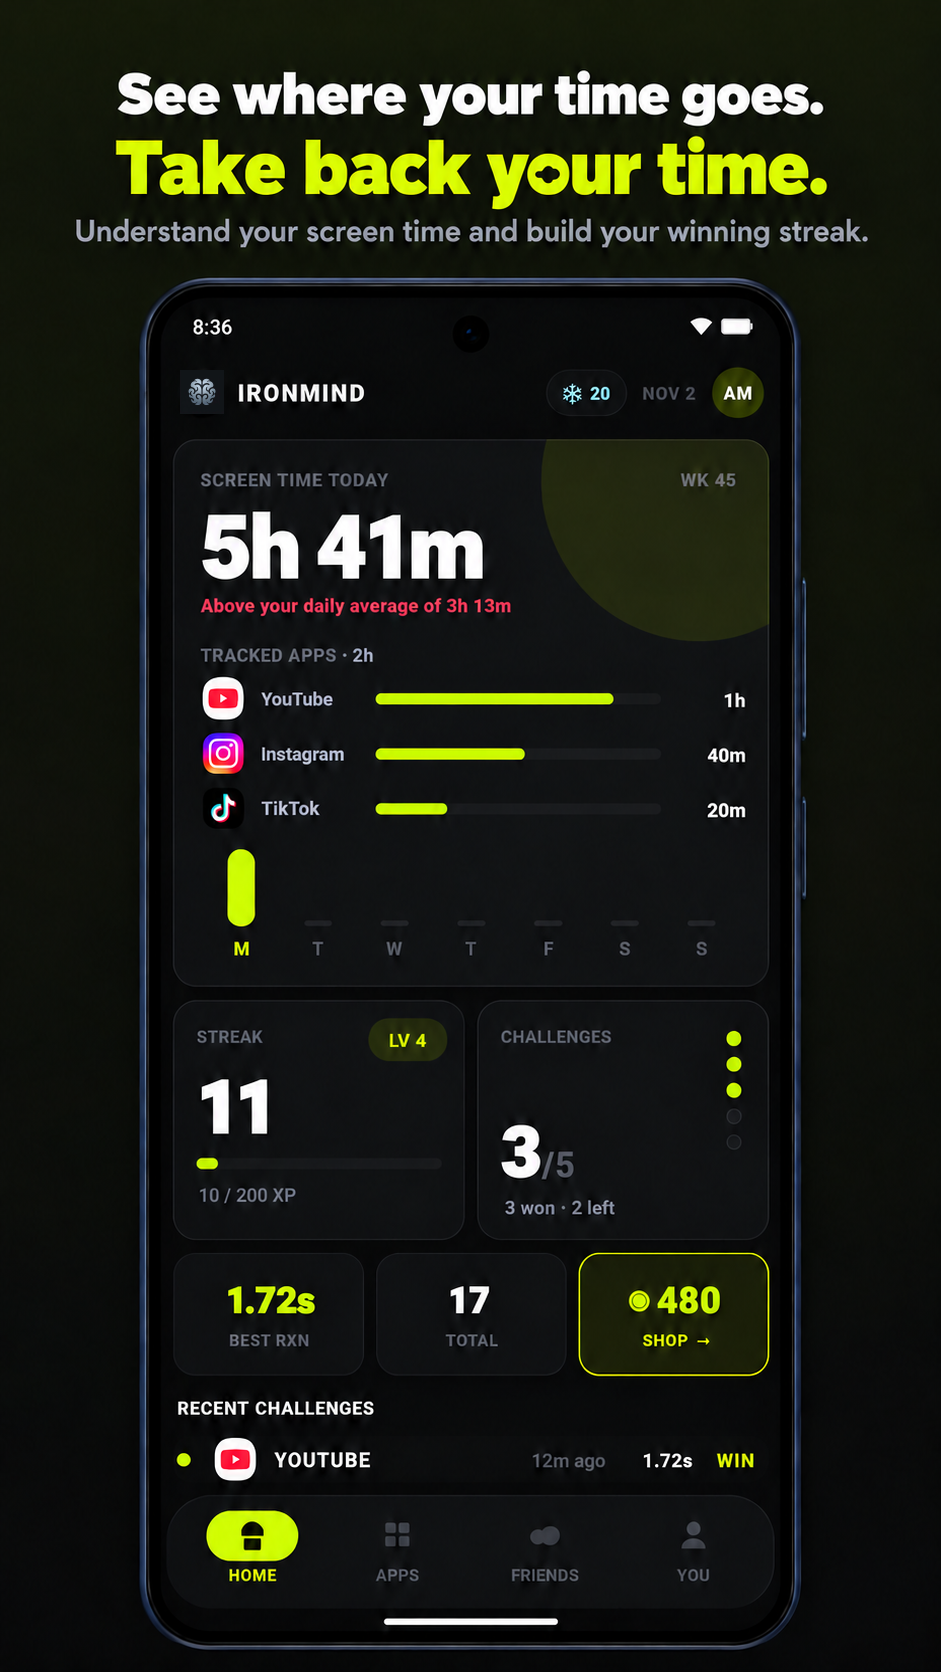 See where your time goes.
Take back your time.
Understand your screen time and build your winning streak.
8:36
IRONMIND
20
NOV 2
AM
SCREEN TIME TODAY
WK 45
5h 41m
Above your daily average of 3h 13m
TRACKED APPS · 2h
YouTube 1h
Instagram 40m
TikTok 20m
M T W T F S S
STREAK
LV 4
11
10 / 200 XP
CHALLENGES
3/5
3 won · 2 left
1.72s
BEST RXN
17
TOTAL
480
SHOP →
RECENT CHALLENGES
YOUTUBE 12m ago 1.72s WIN
HOME APPS FRIENDS YOU